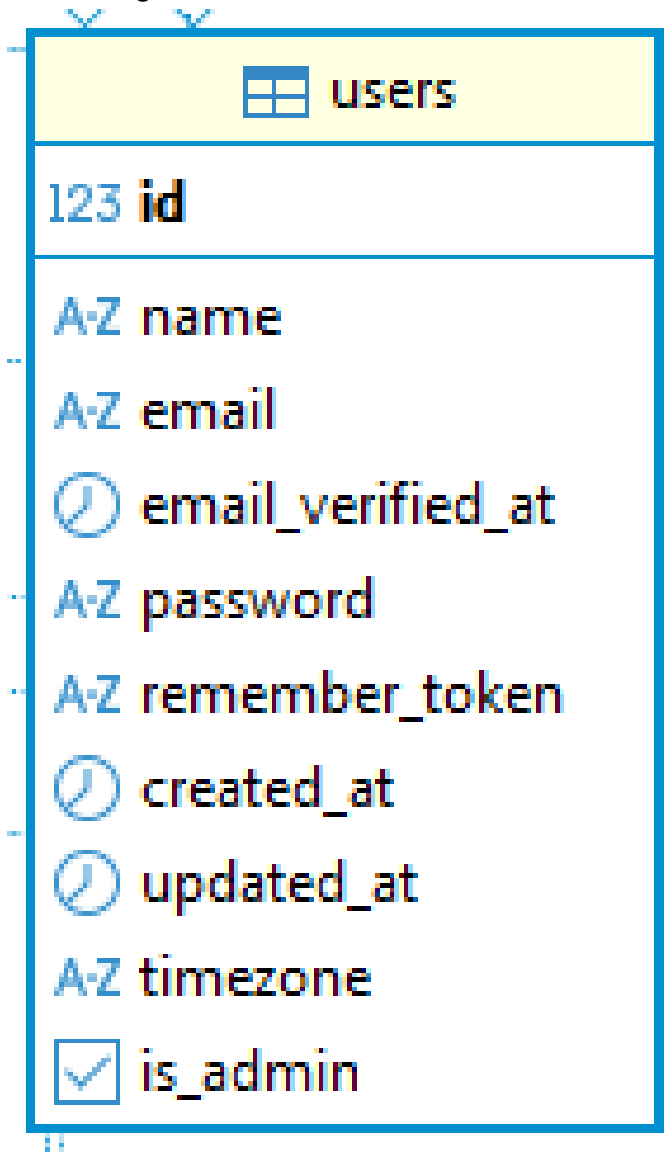 users
123 id
A-Z name
A-Z email
email_verified_at
A-Z password
A-Z remember_token
created_at
updated_at
A-Z timezone
is_admin